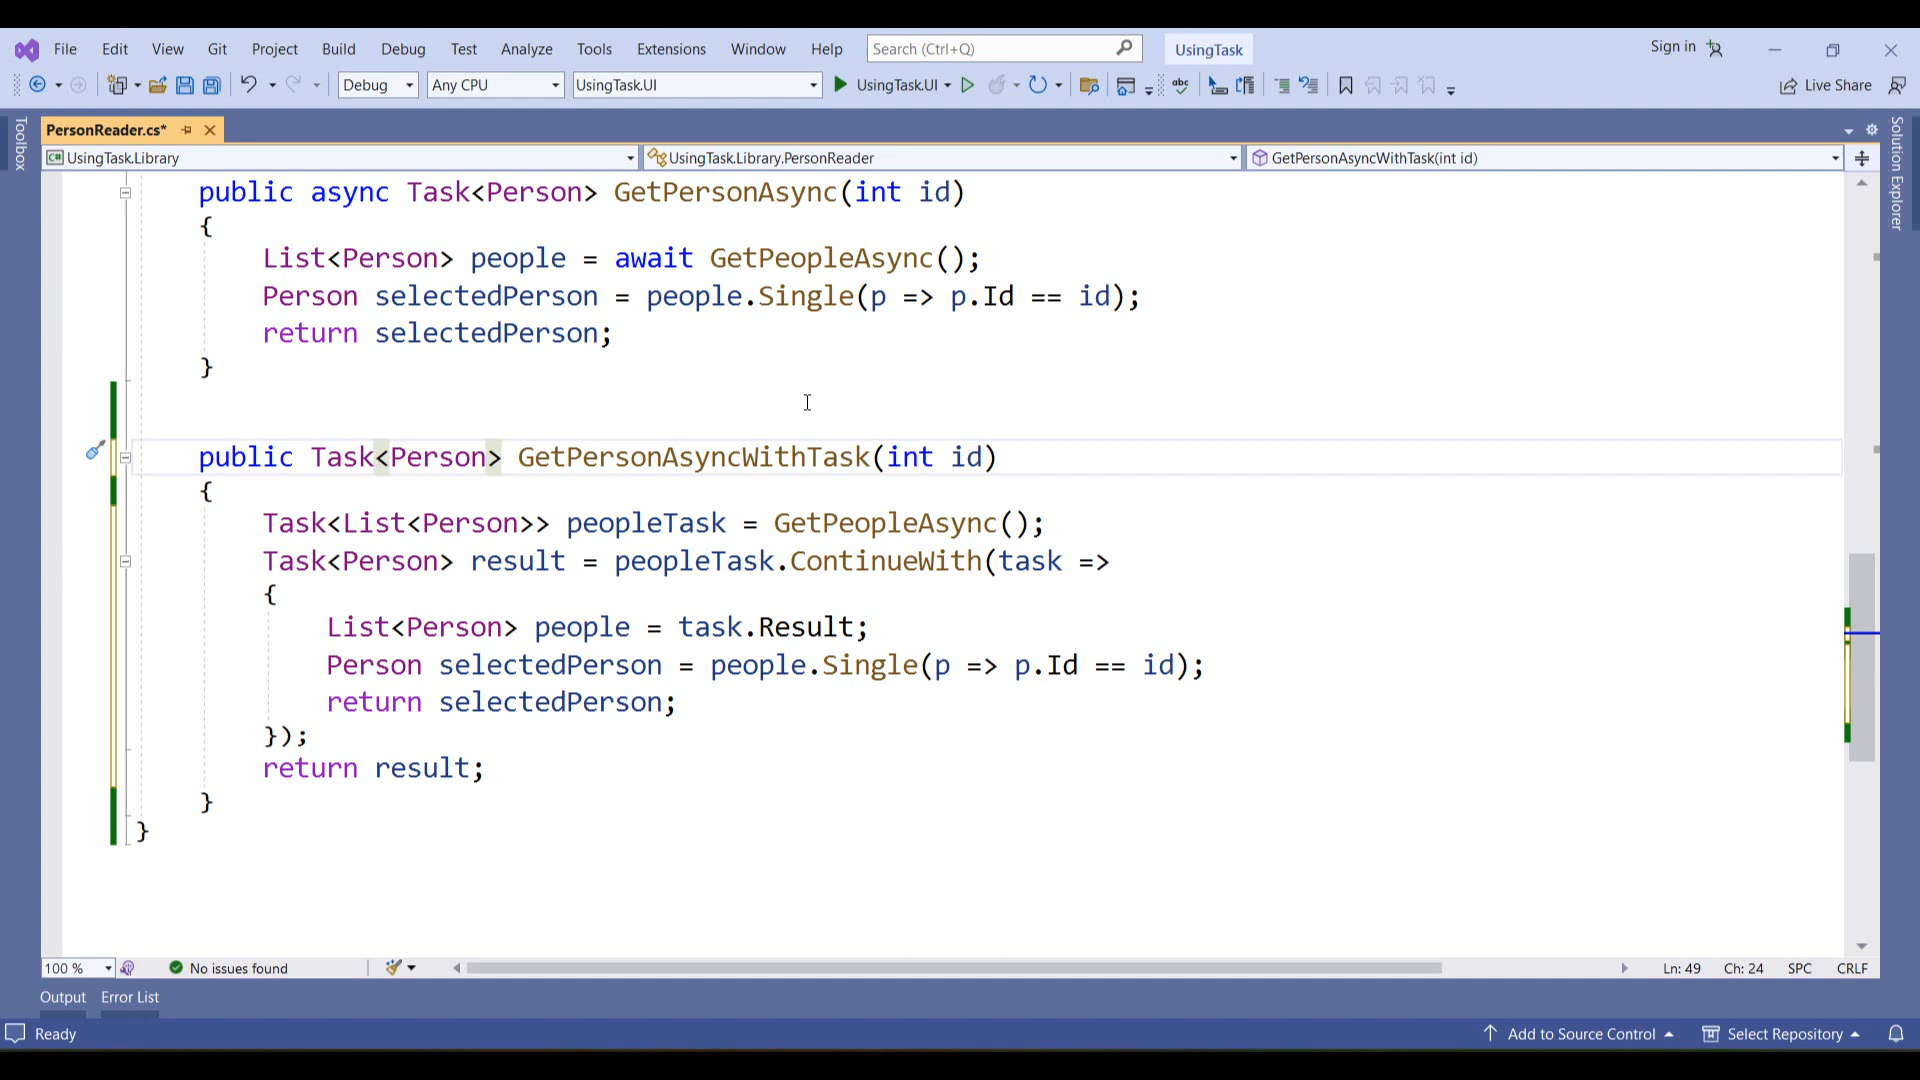 File Edit View Git Project Build Debug Test Analyze Tools Extensions Window Help Search (Ctrl+Q) UsingTask Sign in
Debug Any CPU UsingTask.UI UsingTask.UI abc Live Share
Toolbox
PersonReader.cs*
Solution Explorer
C# UsingTask.Library UsingTask.Library.PersonReader GetPersonAsyncWithTask(int id)
public async Task<Person> GetPersonAsync(int id)
{
List<Person> people = await GetPeopleAsync();
Person selectedPerson = people.Single(p => p.Id == id);
return selectedPerson;
}
public Task<Person> GetPersonAsyncWithTask(int id)
{
Task<List<Person>> peopleTask = GetPeopleAsync();
Task<Person> result = peopleTask.ContinueWith(task =>
{
List<Person> people = task.Result;
Person selectedPerson = people.Single(p => p.Id == id);
return selectedPerson;
});
return result;
}
}
100 % No issues found Ln: 49 Ch: 24 SPC CRLF
Output Error List
Ready Add to Source Control Select Repository